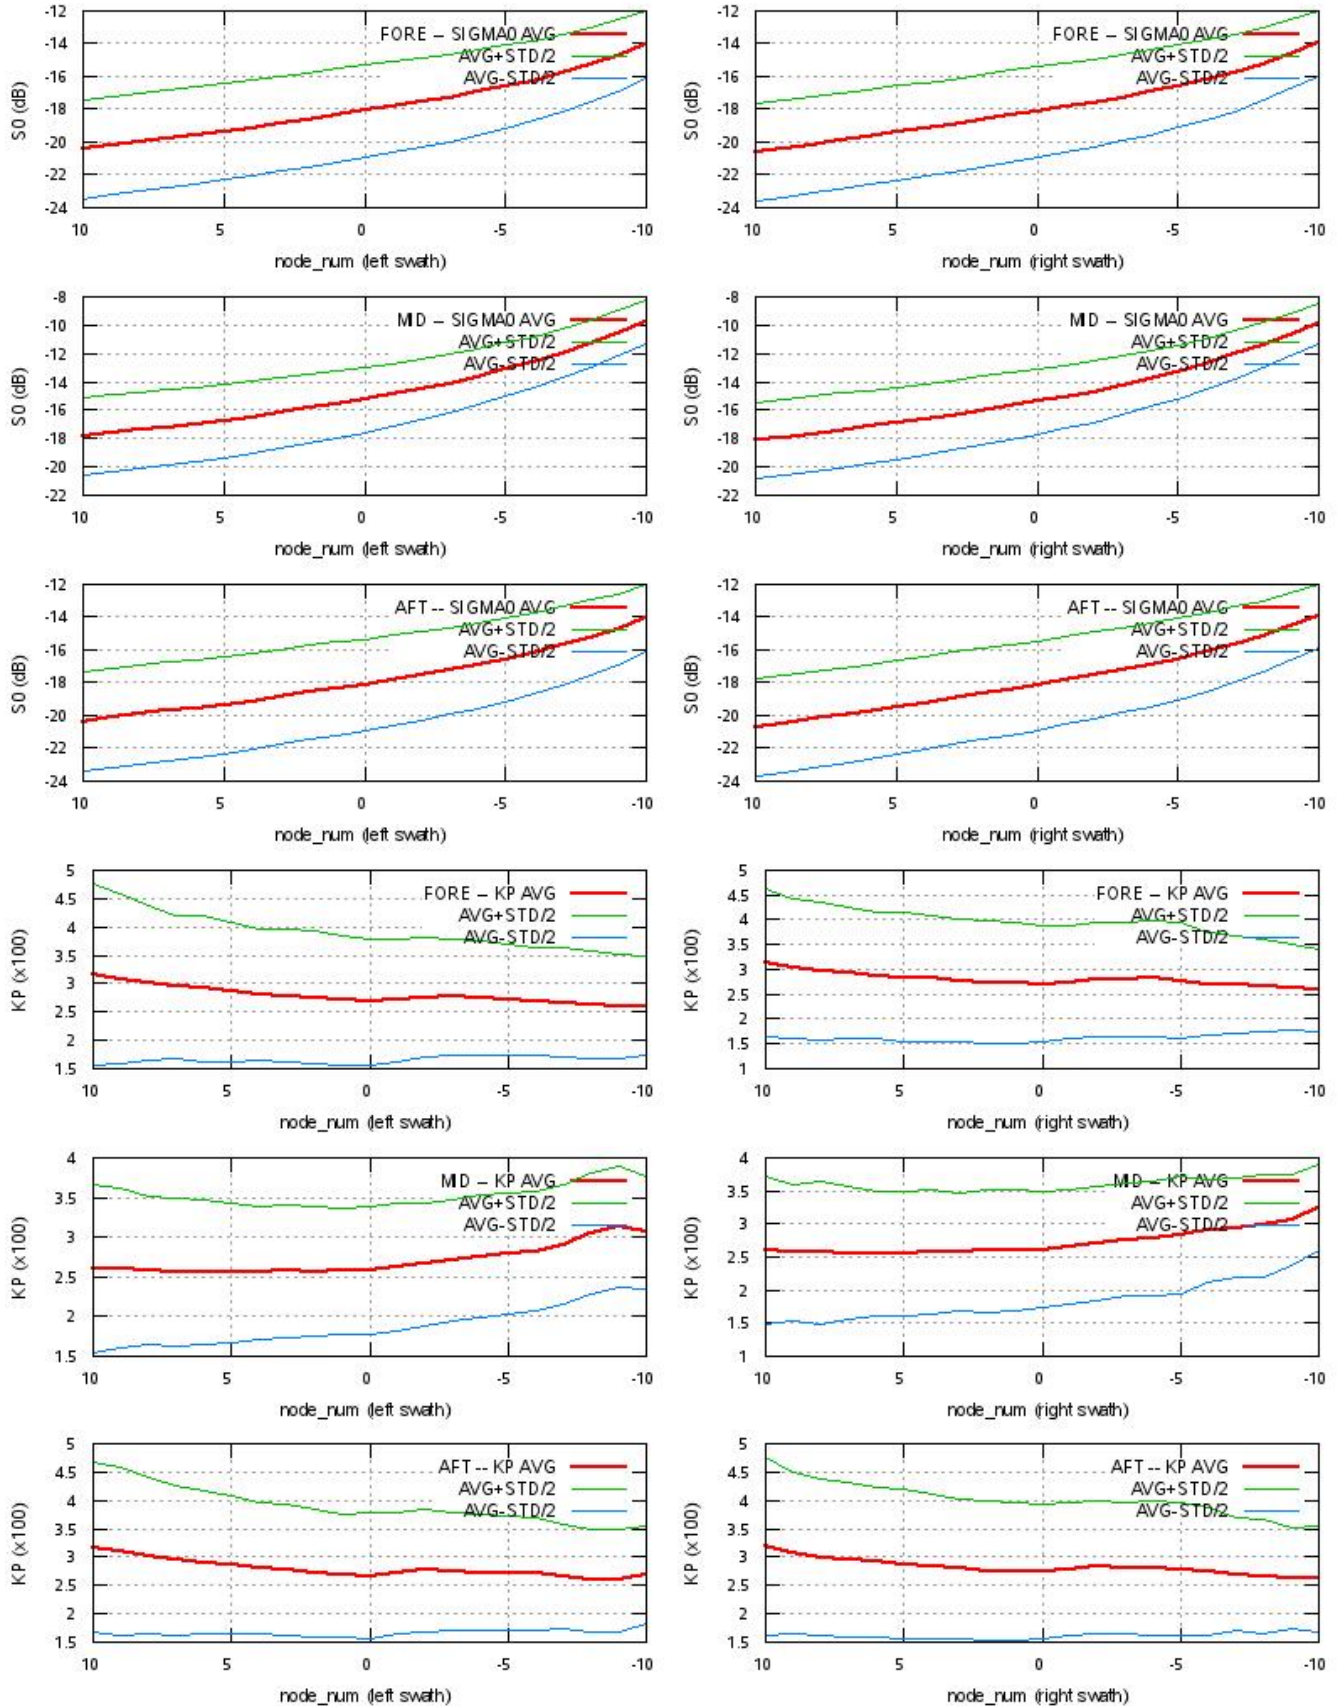 -12
FORE – SIGMA0 AVG
-14
AVG+STD/2
-16
AVG-STD/2
-18
-20
-22
-24
S0 (dB)
10 5 0 -5 -10
node_num (left swath)
-12
FORE – SIGMA0 AVG
-14
AVG+STD/2
-16
AVG-STD/2
-18
-20
-22
-24
S0 (dB)
10 5 0 -5 -10
node_num (right swath)
-8
MID – SIGMA0 AVG
-10
AVG+STD/2
-12
AVG-STD/2
-14
-16
-18
-20
-22
S0 (dB)
10 5 0 -5 -10
node_num (left swath)
-8
MID – SIGMA0 AVG
-10
AVG+STD/2
-12
AVG-STD/2
-14
-16
-18
-20
-22
S0 (dB)
10 5 0 -5 -10
node_num (right swath)
-12
AFT -- SIGMA0 AVG
-14
AVG+STD/2
-16
AVG-STD/2
-18
-20
-22
-24
S0 (dB)
10 5 0 -5 -10
node_num (left swath)
-12
AFT -- SIGMA0 AVG
-14
AVG+STD/2
-16
AVG-STD/2
-18
-20
-22
-24
S0 (dB)
10 5 0 -5 -10
node_num (right swath)
5
FORE – KP AVG
4.5
AVG+STD/2
4
AVG-STD/2
3.5
3
2.5
2
1.5
KP (x100)
10 5 0 -5 -10
node_num (left swath)
5
FORE – KP AVG
4.5
AVG+STD/2
4
AVG-STD/2
3.5
3
2.5
2
1.5
1
KP (x100)
10 5 0 -5 -10
node_num (right swath)
4
MID – KP AVG
3.5
AVG+STD/2
AVG-STD/2
3
2.5
2
1.5
KP (x100)
10 5 0 -5 -10
node_num (left swath)
4
MID – KP AVG
3.5
AVG+STD/2
AVG-STD/2
3
2.5
2
1.5
1
KP (x100)
10 5 0 -5 -10
node_num (right swath)
5
AFT -- KP AVG
4.5
AVG+STD/2
4
AVG-STD/2
3.5
3
2.5
2
1.5
KP (x100)
10 5 0 -5 -10
node_num (left swath)
5
AFT -- KP AVG
4.5
AVG+STD/2
4
AVG-STD/2
3.5
3
2.5
2
1.5
KP (x100)
10 5 0 -5 -10
node_num (right swath)